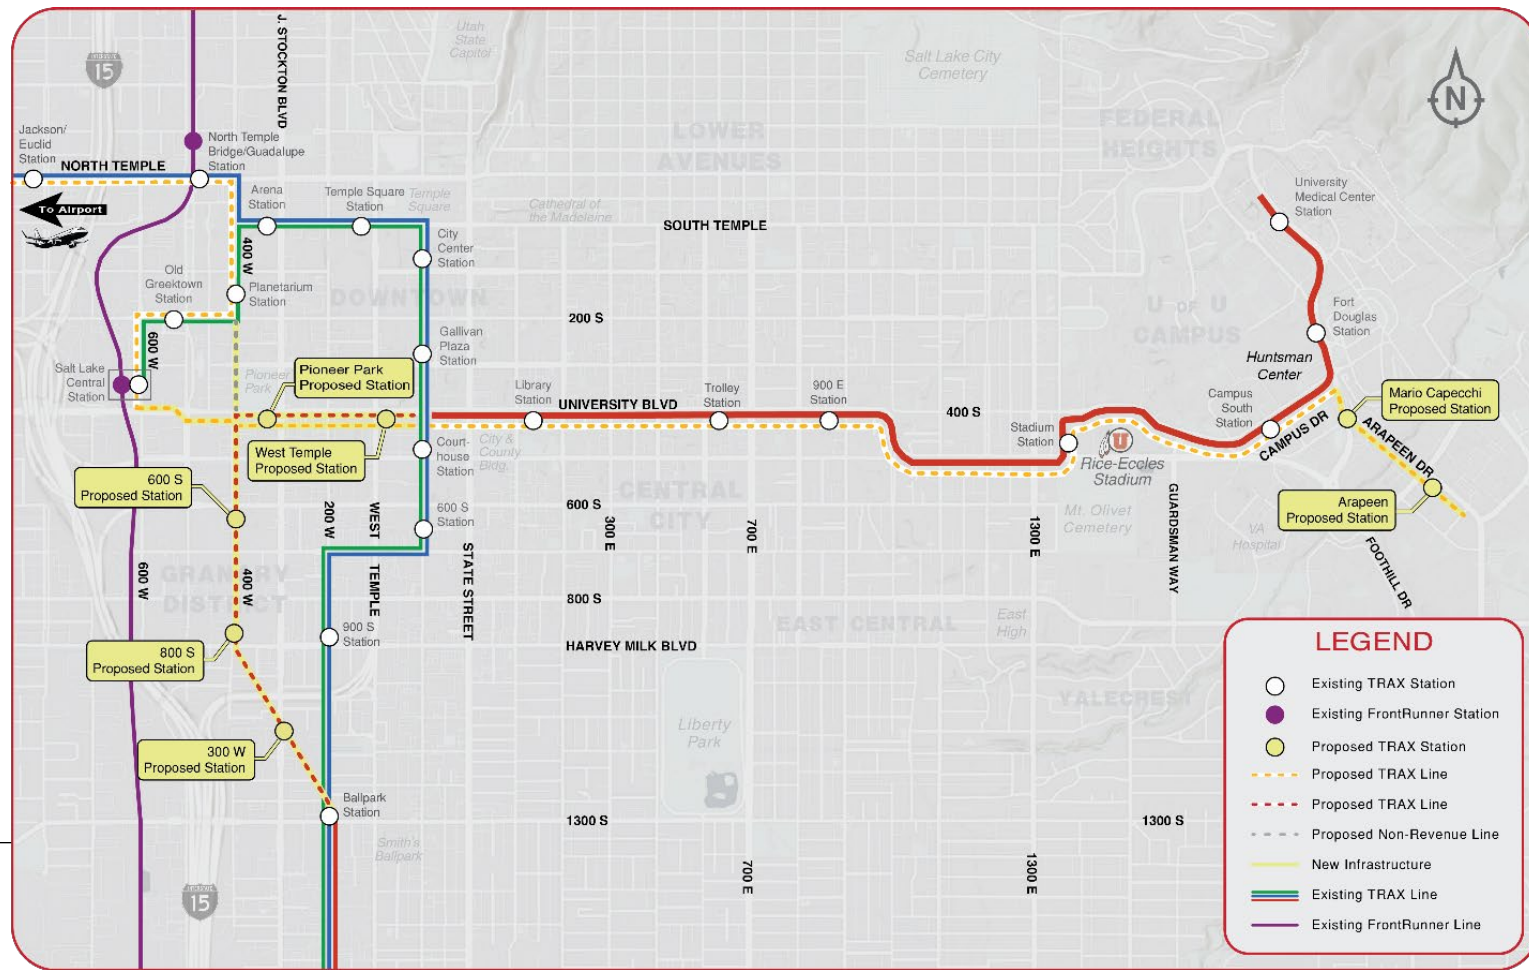 J. STOCKTON BLVD
INTERSTATE
15
Utah
State
Capitol
Salt Lake City
Cemetery
N
Jackson/
Euclid
Station
NORTH TEMPLE
North Temple
Bridge/Guadalupe
Station
LOWER
AVENUES
FEDERAL
HEIGHTS
To Airport
Arena
Station
Temple Square
Station
Temple
Square
Cathedral of
the Madeleine
SOUTH TEMPLE
University
Medical Center
Station
City
Center
Station
400 W
Old
Greektown
Station
Planetarium
Station
DOWNTOWN
200 S
U OF U
CAMPUS
Fort
Douglas
Station
600 W
Gallivan
Plaza
Station
Salt Lake
Central
Station
Pioneer
Park
Pioneer Park
Proposed Station
Huntsman
Center
Library
Station
UNIVERSITY BLVD
Trolley
Station
900 E
Station
400 S
Campus
South
Station
Mario Capecchi
Proposed Station
CAMPUS DR
ARAPEEN DR
Stadium
Station
U
Rice-Eccles
Stadium
West Temple
Proposed Station
Court-
house
Station
City &
County
Bldg.
600 S
Proposed Station
CENTRAL
CITY
600 S
200 W
WEST
TEMPLE
600 S
Station
300 E
700 E
1300 E
Mt. Olivet
Cemetery
GUARDSMAN WAY
VA
Hospital
Arapeen
Proposed Station
FOOTHILL DR
STATE STREET
600 W
GRANARY
DISTRICT
400 W
800 S
EAST CENTRAL
East
High
800 S
Proposed Station
900 S
Station
HARVEY MILK BLVD
YALECREST
Liberty
Park
300 W
Proposed Station
Ballpark
Station
1300 S
1300 S
Smith's
Ballpark
700 E
1300 E
15
LEGEND
Existing TRAX Station
Existing FrontRunner Station
Proposed TRAX Station
Proposed TRAX Line
Proposed TRAX Line
Proposed Non-Revenue Line
New Infrastructure
Existing TRAX Line
Existing FrontRunner Line